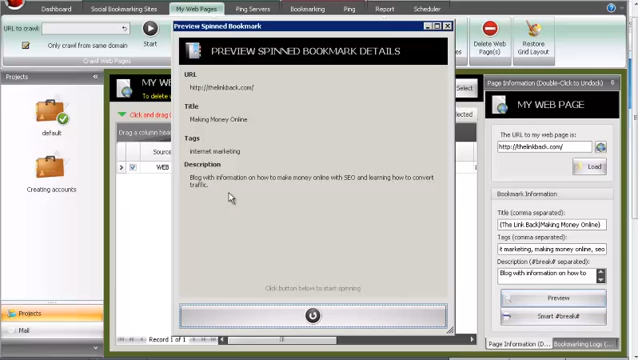 Dashboard
Social Bookmarking Sites
My Web Pages
Ping Servers
Bookmarking
Ping
Report
Scheduler
URL to crawl:
Only crawl from same domain
Start
Crawl Web Pages
Delete Web Page(s)
Restore Grid Layout
Projects
default
Creating accounts
Projects
Mail
MY WEB
To delete
Click and drag
Drag a column head
Sourc
WEB
Record 1 of 1
Select
elected
Preview Spinned Bookmark
PREVIEW SPINNED BOOKMARK DETAILS
URL
http://thelinkback.com/
Title
Making Money Online
Tags
internet marketing
Description
Blog with information on how to make money online with SEO and learning how to convert
traffic.
Click button below to start spinning
Page Information (Double-Click to Undock)
MY WEB PAGE
The URL to my web page is:
http://thelinkback.com/
Load
Bookmark Information
Title (comma separated):
{The Link Back|Making Money Online}
Tags (comma separated):
t marketing, making money online, seo
Description (#break# separated):
Blog with information on how to
Preview
Smart #break#
Page Information (D...
Bookmarking Logs (...